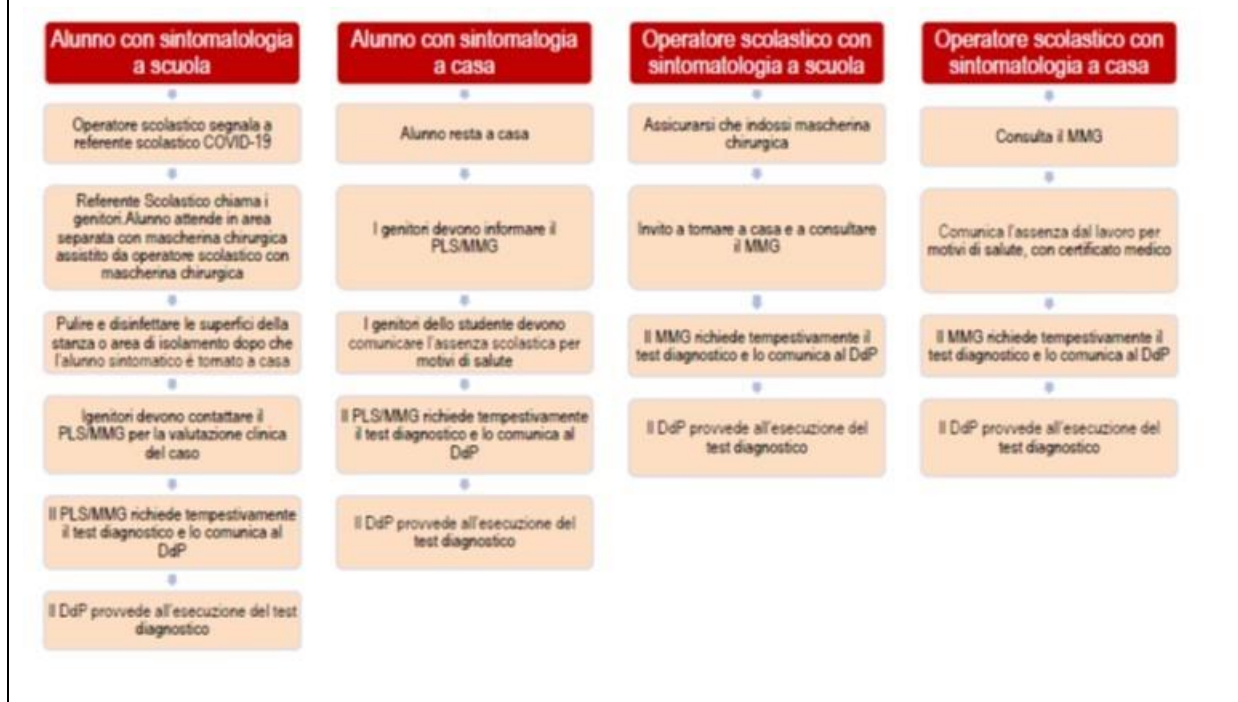 Alunno con sintomatologia
a scuola
Operatore scolastico segnala a
referente scolastico COVID-19
Referente Scolastico chiama i
genitori.Alunno attende in area
separata con mascherina chirurgica
assistito da operatore scolastico con
mascherina chirurgica
Pulire e disinfettare le superfici della
stanza o area di isolamento dopo che
l'alunno sintomatico è tornato a casa
Igenitori devono contattare il
PLS/MMG per la valutazione clinica
del caso
Il PLS/MMG richiede tempestivamente
il test diagnostico e lo comunica al
DdP
Il DdP provvede all'esecuzione del test
diagnostico
Alunno con sintomatogia
a casa
Alunno resta a casa
I genitori devono informare il
PLS/MMG
I genitori dello studente devono
comunicare l'assenza scolastica per
motivi di salute
Il PLS/MMG richiede tempestivamente
il test diagnostico e lo comunica al
DdP
Il DdP provvede all'esecuzione del
test diagnostico
Operatore scolastico con
sintomatologia a scuola
Assicurarsi che indossi mascherina
chirurgica
Invito a tornare a casa e a consultare
il MMG
Il MMG richiede tempestivamente il
test diagnostico e lo comunica al DdP
Il DdP provvede all'esecuzione del
test diagnostico
Operatore scolastico con
sintomatologia a casa
Consulta il MMG
Comunica l'assenza dal lavoro per
motivi di salute, con certificato medico
Il MMG richiede tempestivamente il
test diagnostico e lo comunica al DdP
Il DdP provvede all'esecuzione del
test diagnostico